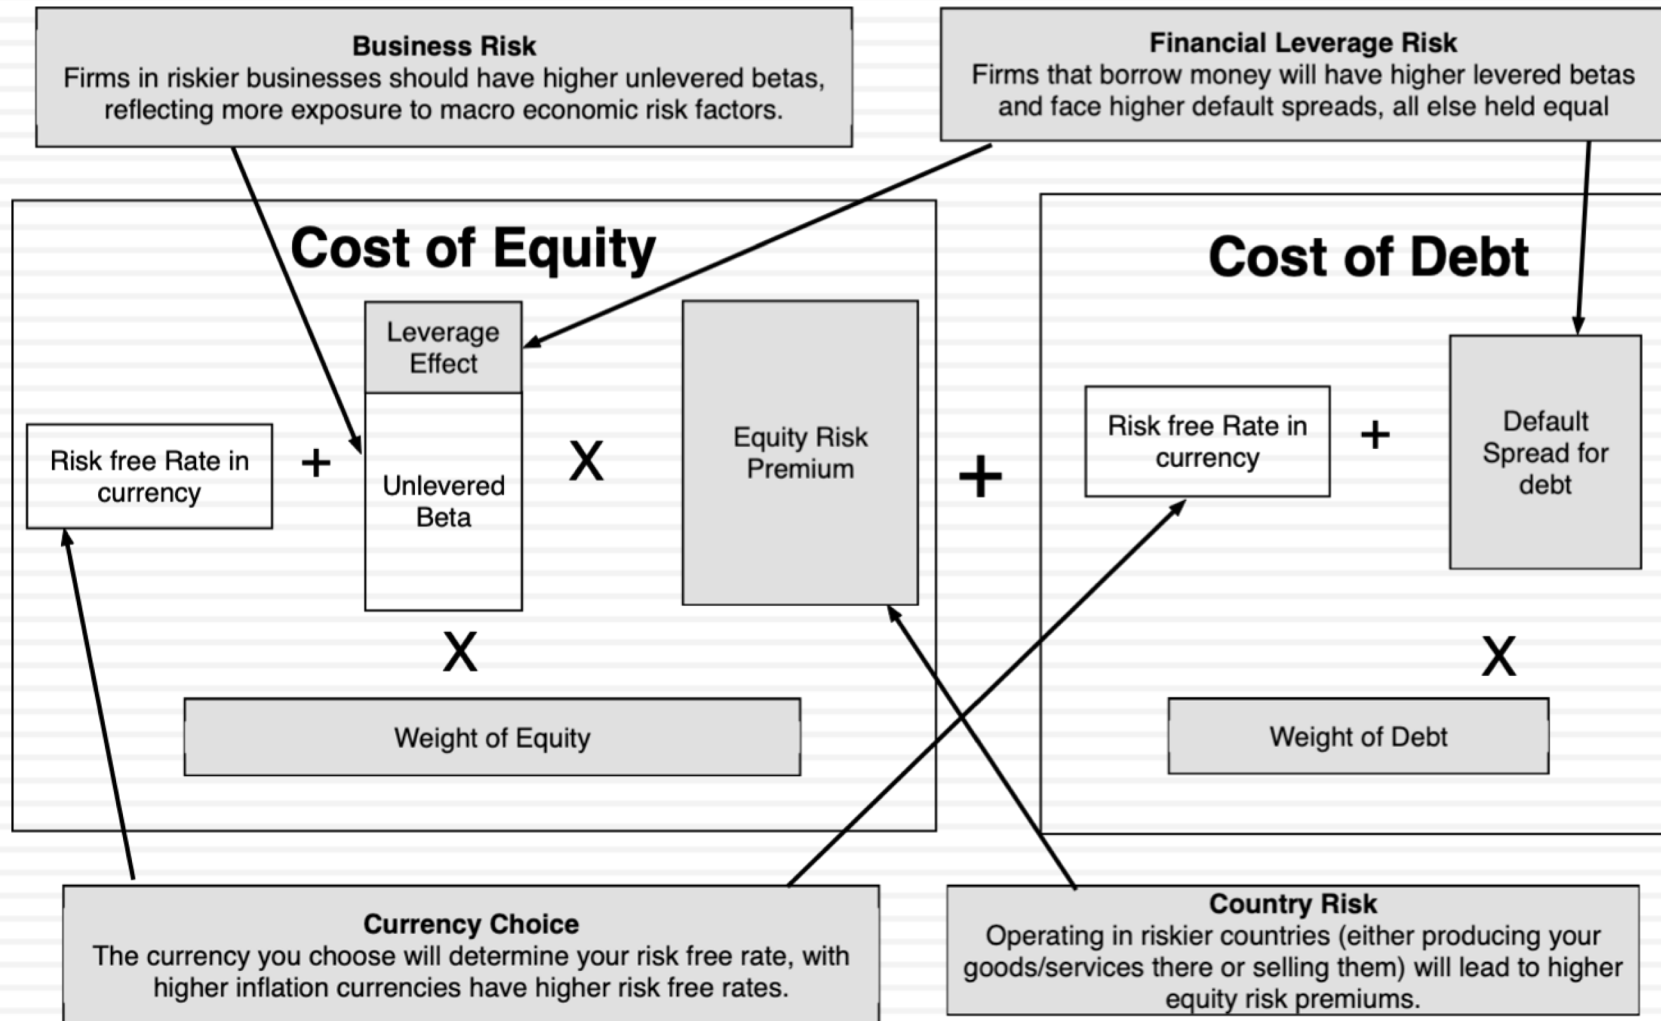 Business Risk
Firms in riskier businesses should have higher unlevered betas,
reflecting more exposure to macro economic risk factors.
Financial Leverage Risk
Firms that borrow money will have higher levered betas
and face higher default spreads, all else held equal
Cost of Equity
Leverage
Effect
Risk free Rate in
currency
+
Unlevered
Beta
X
Equity Risk
Premium
X
Weight of Equity
+
Cost of Debt
Risk free Rate in
currency
+
Default
Spread for
debt
X
Weight of Debt
Currency Choice
The currency you choose will determine your risk free rate, with
higher inflation currencies have higher risk free rates.
Country Risk
Operating in riskier countries (either producing your
goods/services there or selling them) will lead to higher
equity risk premiums.